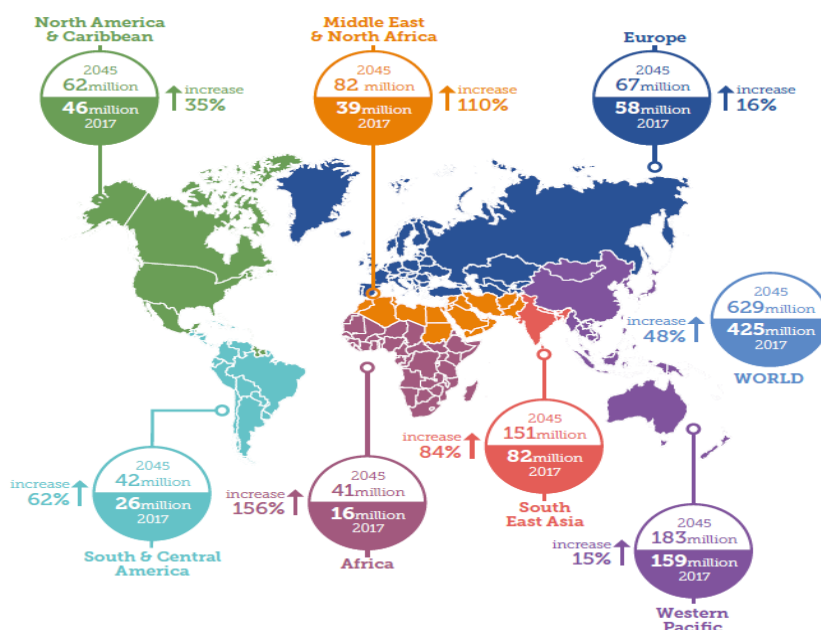 North America
& Caribbean
2045
62million
46million
2017
increase
35%
Middle East
& North Africa
2045
82 million
39million
2017
increase
110%
Europe
2045
67million
58million
2017
increase
16%
2045
629million
425million
2017
WORLD
increase
48%
2045
42million
26million
2017
South & Central
America
increase
62%
2045
41million
16million
2017
Africa
increase
156%
2045
151million
82million
2017
South
East Asia
increase
84%
2045
183million
159million
2017
Western
Pacific
increase
15%